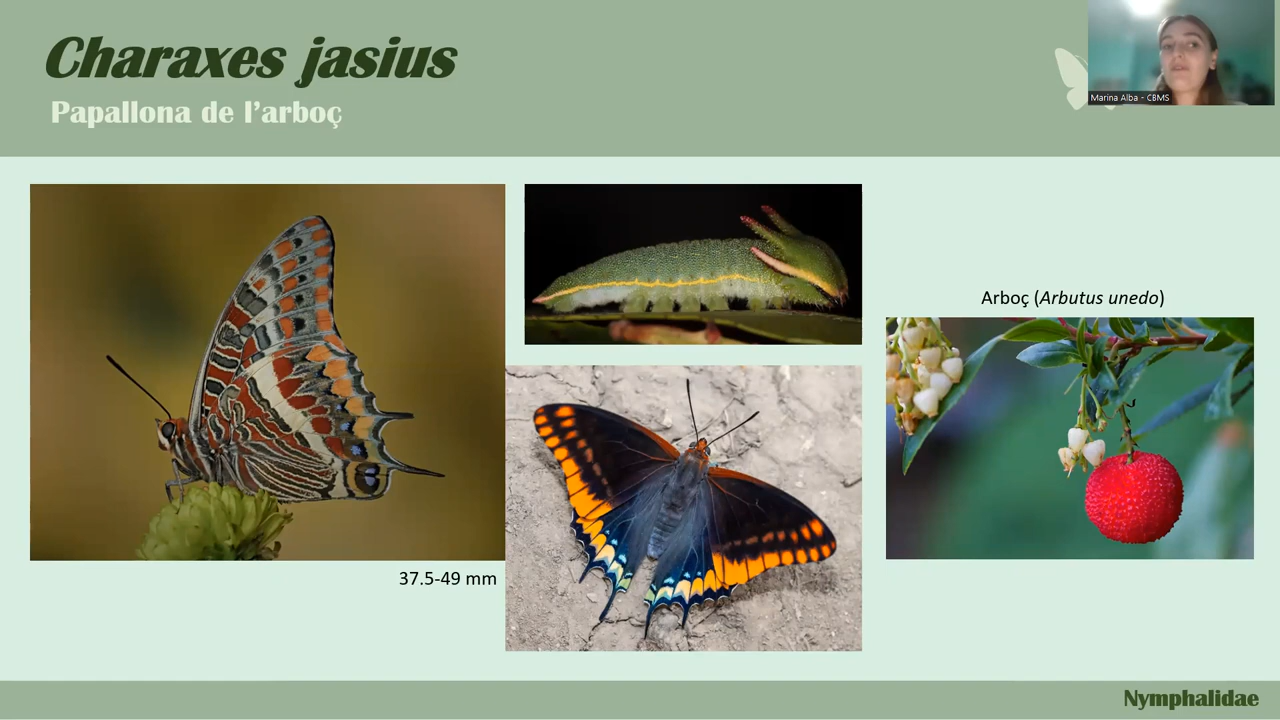 Charaxes jasius
Papallona de l'arboç
Marina Alba - CBMS
Arboç (Arbutus unedo)
37.5-49 mm
Nymphalidae